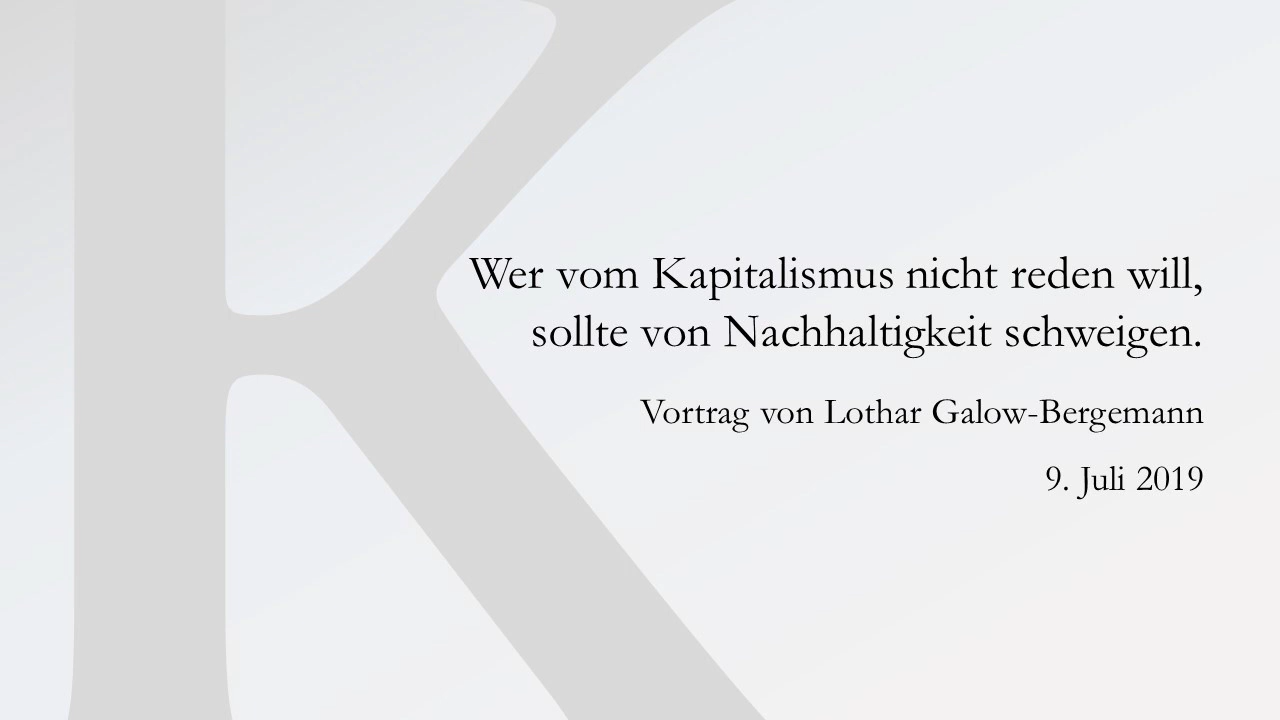 Wer vom Kapitalismus nicht reden will,
sollte von Nachhaltigkeit schweigen.
Vortrag von Lothar Galow-Bergemann
9. Juli 2019